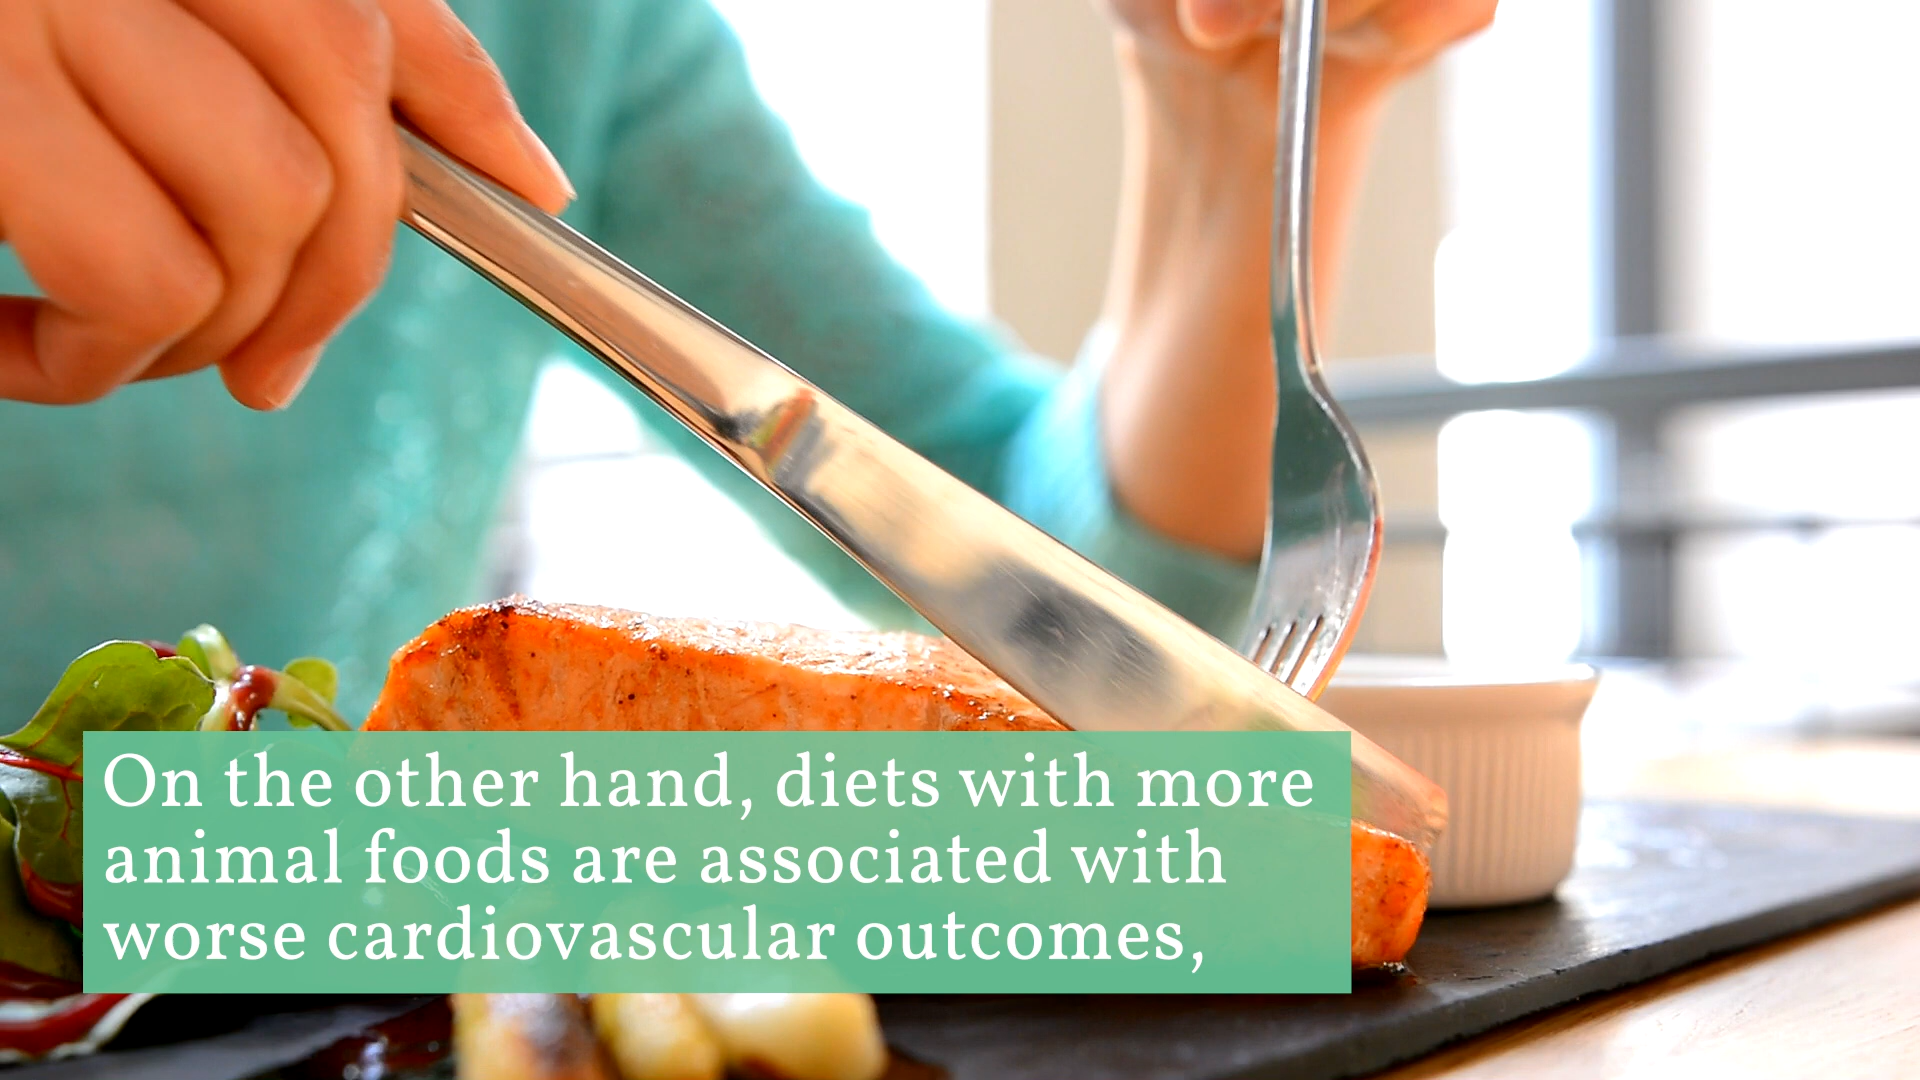 On the other hand, diets with more
animal foods are associated with
worse cardiovascular outcomes,